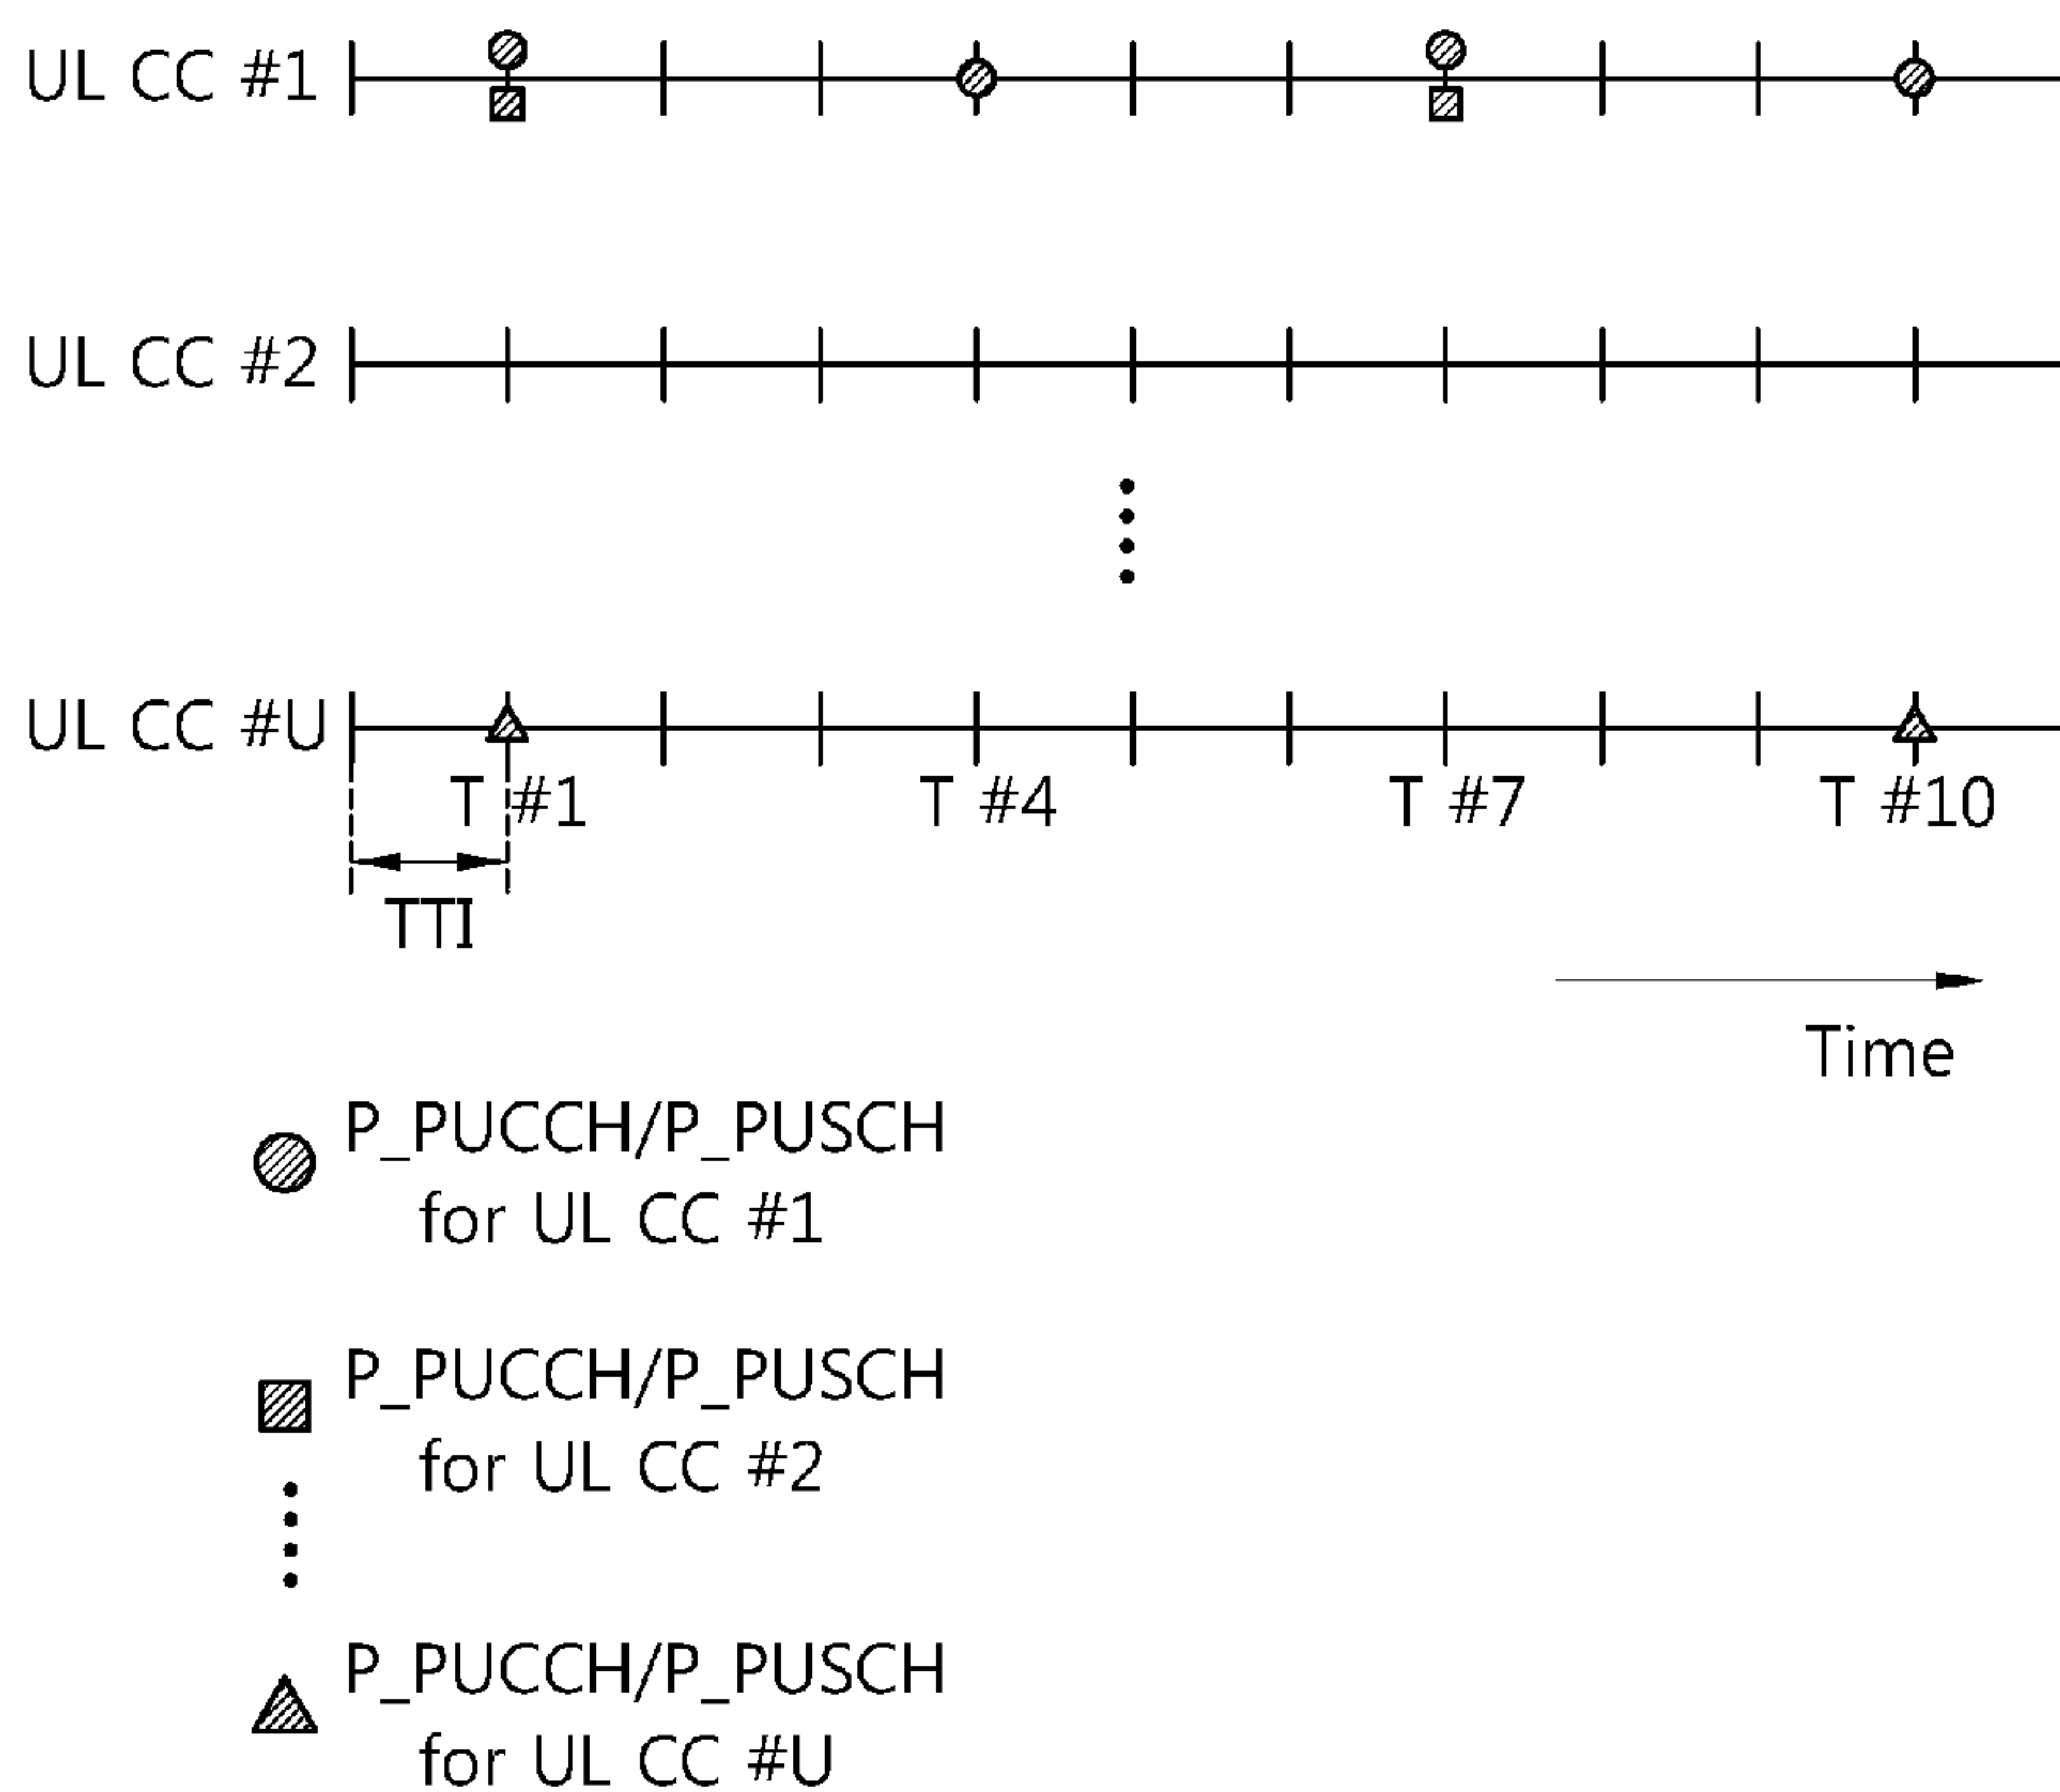 UL CC #1
UL CC #2
UL CC #U
T #1
T #4
T #7
T #10
TTI
Time
P_PUCCH/P_PUSCH
for UL CC #1
P_PUCCH/P_PUSCH
for UL CC #2
P_PUCCH/P_PUSCH
for UL CC #U